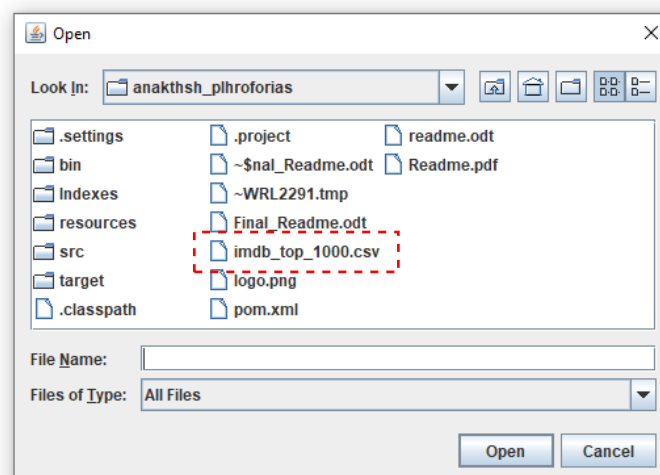 Open
Look In: anakthsh_plhroforias
.settings .project readme.odt
bin ~$nal_Readme.odt Readme.pdf
Indexes ~WRL2291.tmp
resources Final_Readme.odt
src imdb_top_1000.csv
target logo.png
.classpath pom.xml
File Name:
Files of Type: All Files
Open Cancel